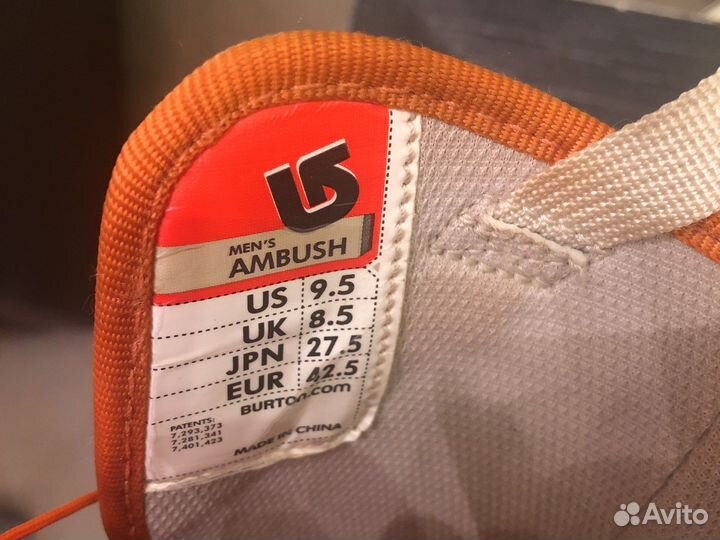 MEN'S
AMBUSH
US 9.5
UK 8.5
JPN 27.5
EUR 42.5
BURTON.com
PATENTS:
7,293,373
7,281,341
7,401,423
MADE IN CHINA
Avito